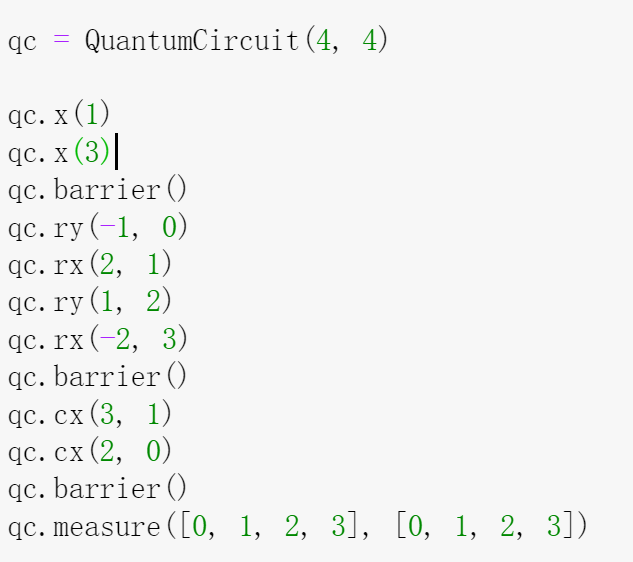 qc = QuantumCircuit(4, 4)
qc.x(1)
qc.x(3)
qc.barrier()
qc.ry(-1, 0)
qc.rx(2, 1)
qc.ry(1, 2)
qc.rx(-2, 3)
qc.barrier()
qc.cx(3, 1)
qc.cx(2, 0)
qc.barrier()
qc.measure([0, 1, 2, 3], [0, 1, 2, 3])